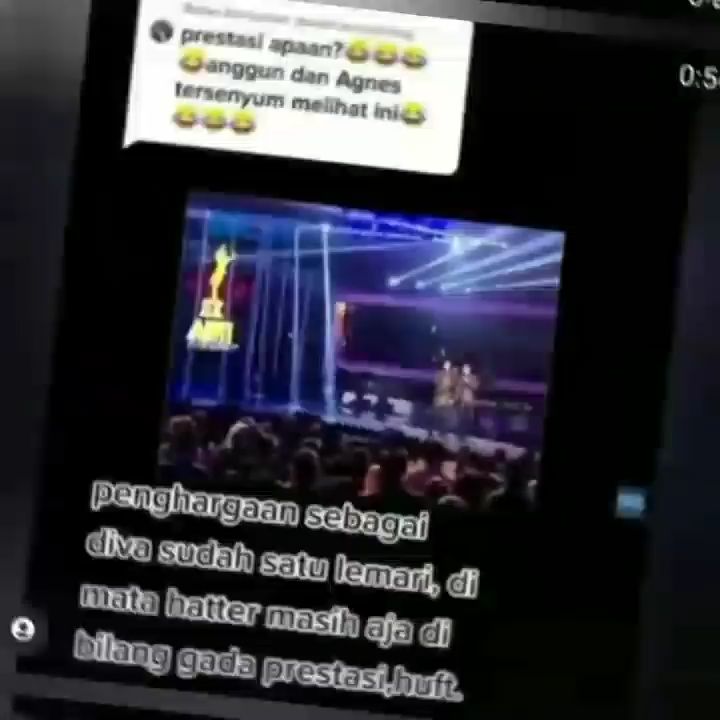 prestasi apaan?😂😂😂
😂anggun dan Agnes
tersenyum melihat ini😂
😂😂😂
0:5
AMI
penghargaan sebagai
diva sudah satu lemari, di
mata hatter masih aja di
bilang gada prestasi,huft.